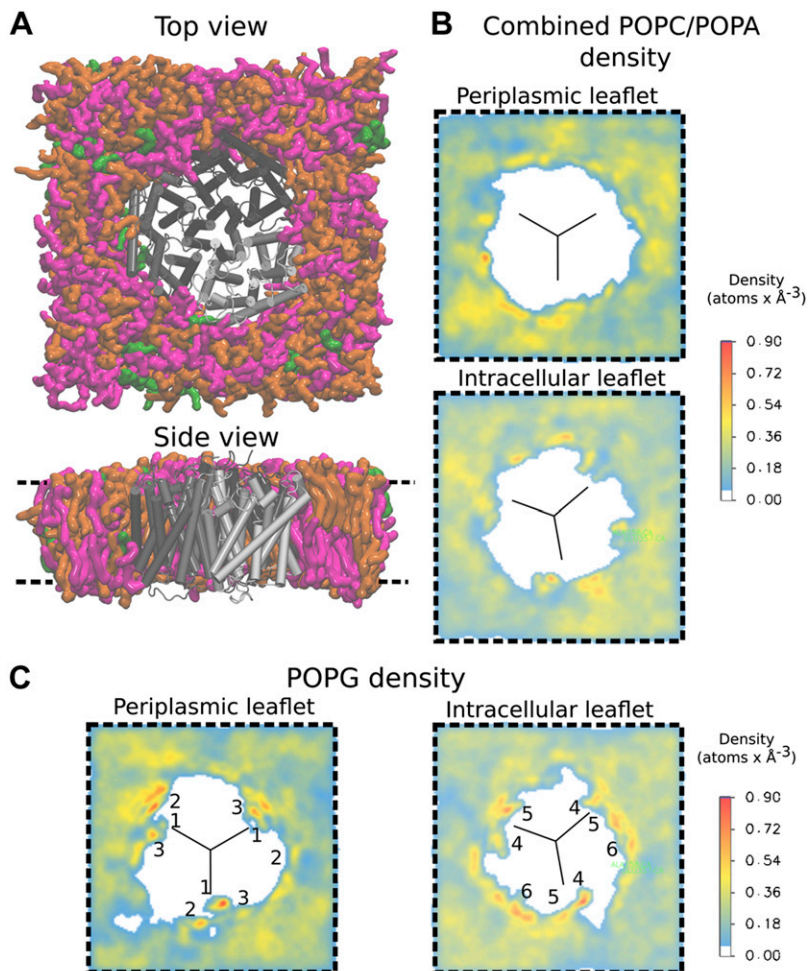 A
Top view
Side view
B
Combined POPC/POPA
density
Periplasmic leaflet
Intracellular leaflet
Density
(atoms x Å⁻³)
0.90
0.72
0.54
0.36
0.18
0.00
C
POPG density
Periplasmic leaflet
2
3
1
1
3
2
1
3
2
Intracellular leaflet
4
5
5
4
6
4
6
5
Density
(atoms x Å⁻³)
0.90
0.72
0.54
0.36
0.18
0.00